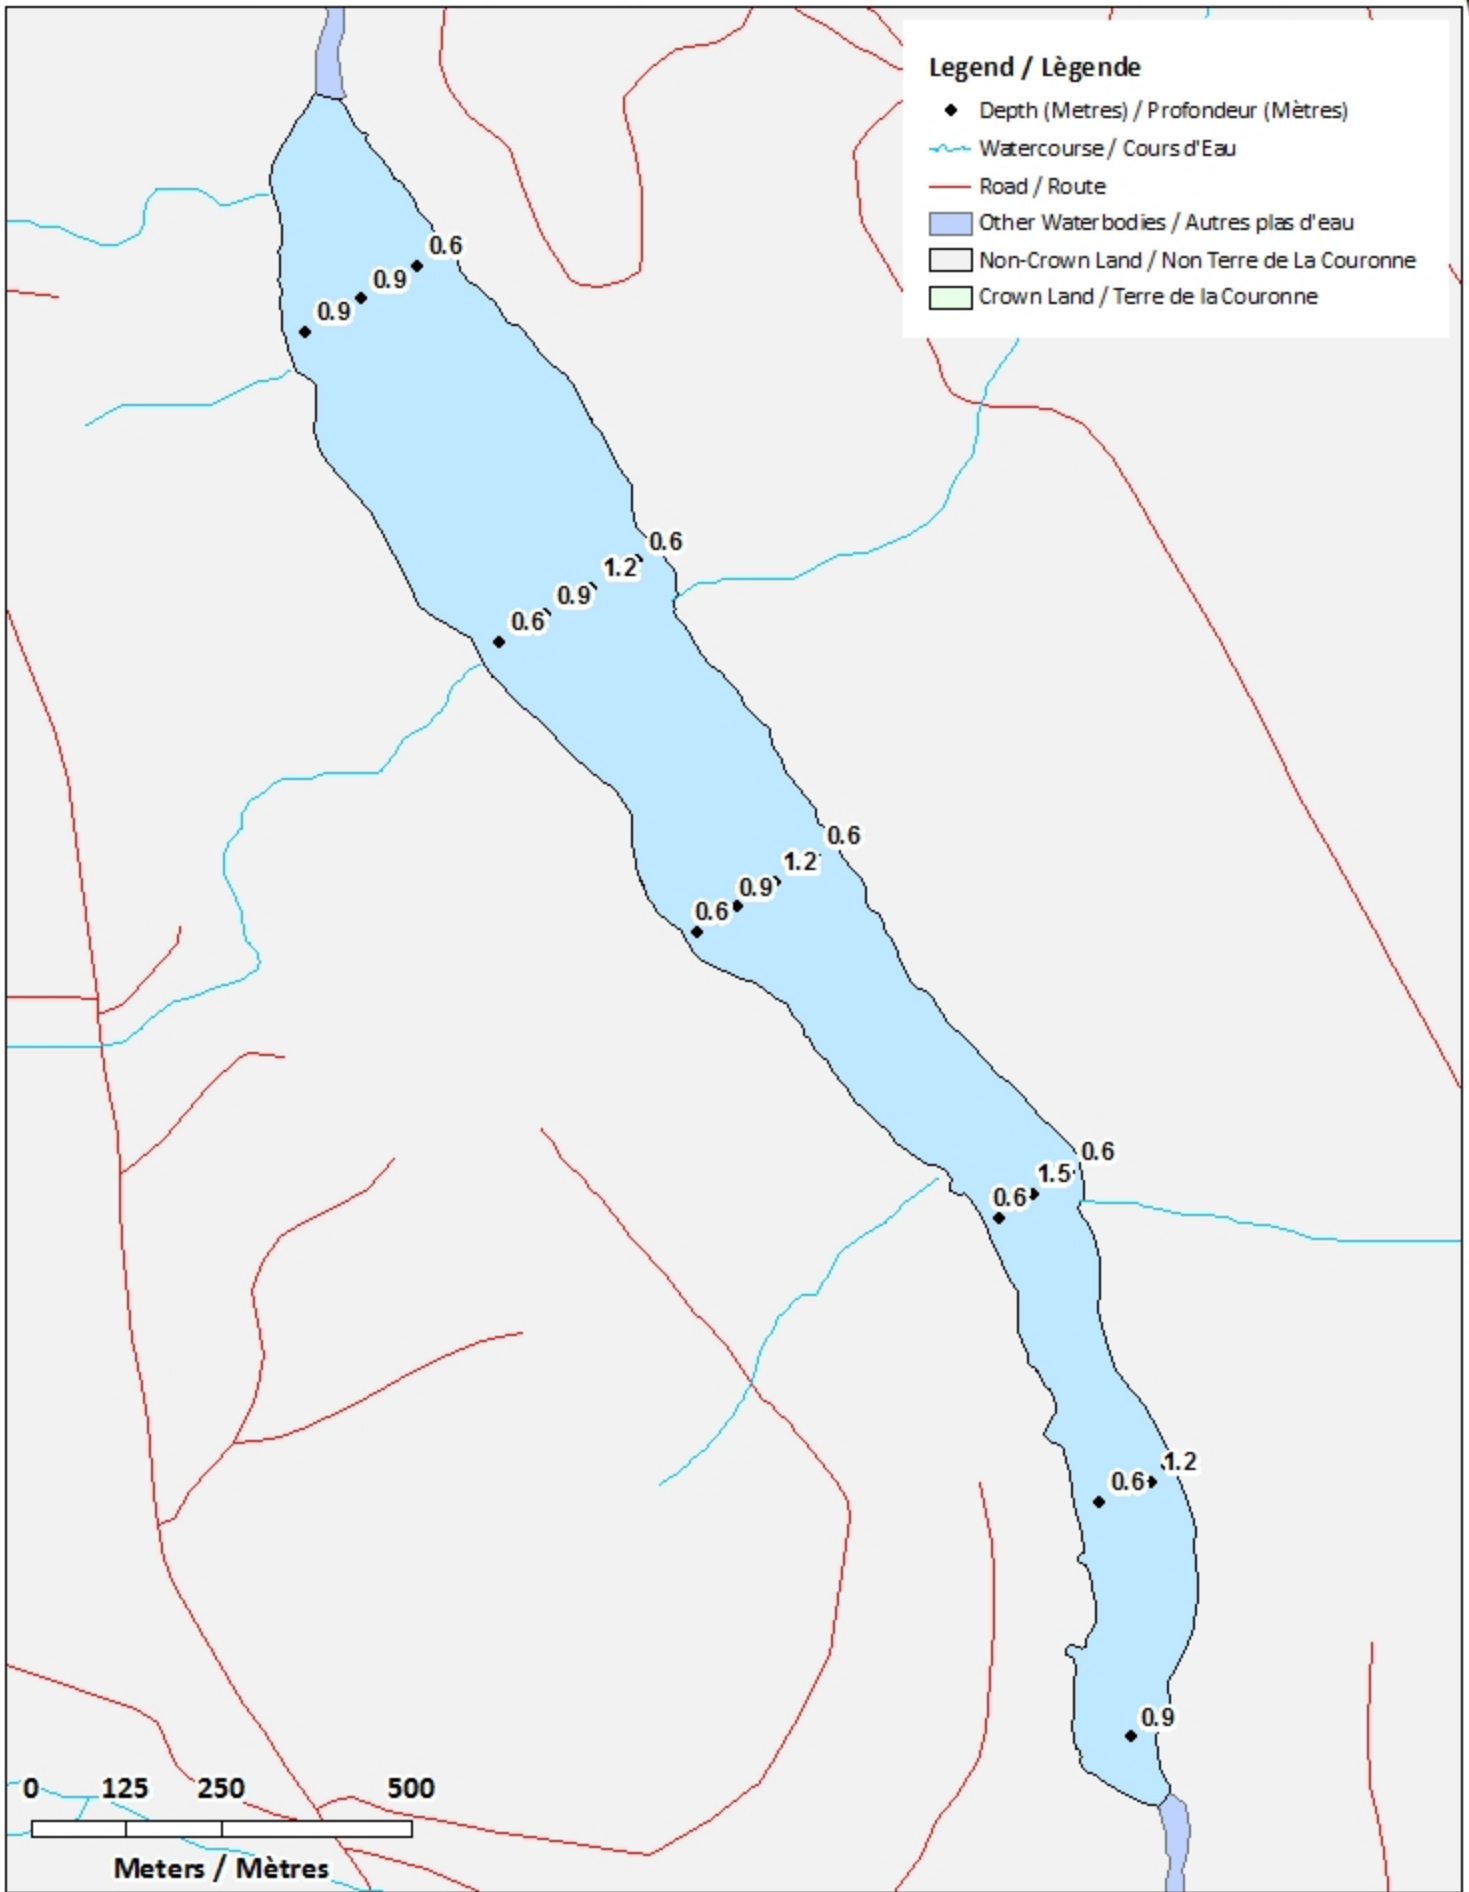 Legend / Lègende
Depth (Metres) / Profondeur (Mètres)
Watercourse / Cours d'Eau
Road / Route
Other Waterbodies / Autres plas d'eau
Non-Crown Land / Non Terre de La Couronne
Crown Land / Terre de la Couronne
0.6
0.9
0.9
0.6
1.2
0.9
0.6
0.6
1.2
0.9
0.6
0.6
1.5
0.6
1.2
0.6
0.9
0 125 250 500
Meters / Mètres